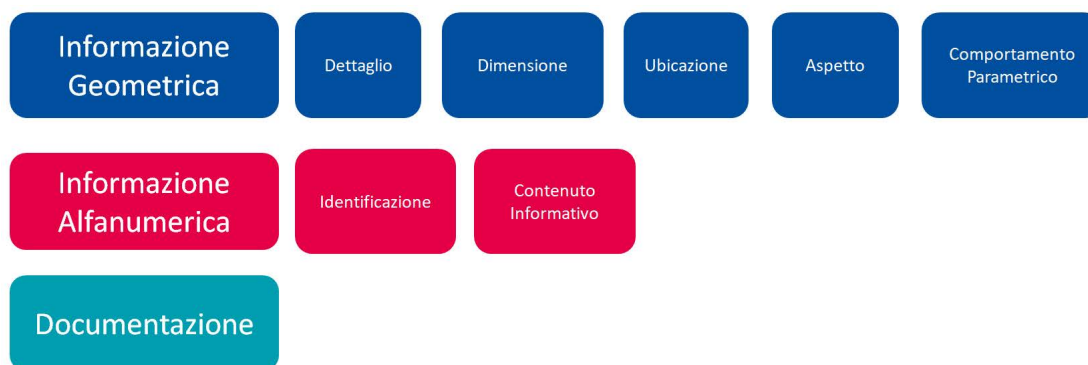 Informazione
Geometrica
Dettaglio
Dimensione
Ubicazione
Aspetto
Comportamento
Parametrico
Informazione
Alfanumerica
Identificazione
Contenuto
Informativo
Documentazione